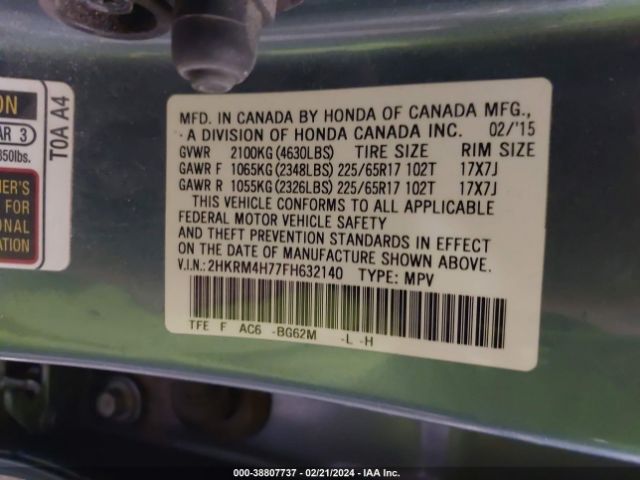 ON
AR 3
850lbs.
T0A A4
NER'S
FOR
ONAL
ATION
MFD. IN CANADA BY HONDA OF CANADA MFG.,
A DIVISION OF HONDA CANADA INC. 02/'15
GVWR 2100KG (4630LBS) TIRE SIZE RIM SIZE
GAWR F 1065KG (2348LBS) 225/65R17 102T 17X7J
GAWR R 1055KG (2326LBS) 225/65R17 102T 17X7J
THIS VEHICLE CONFORMS TO ALL APPLICABLE
FEDERAL MOTOR VEHICLE SAFETY
AND THEFT PREVENTION STANDARDS IN EFFECT
ON THE DATE OF MANUFACTURE SHOWN ABOVE.
V.I.N.: 2HKRM4H77FH632140 TYPE: MPV
TFE F AC6 -BG62M -L -H
000-38807737 - 02/21/2024 - IAA Inc.